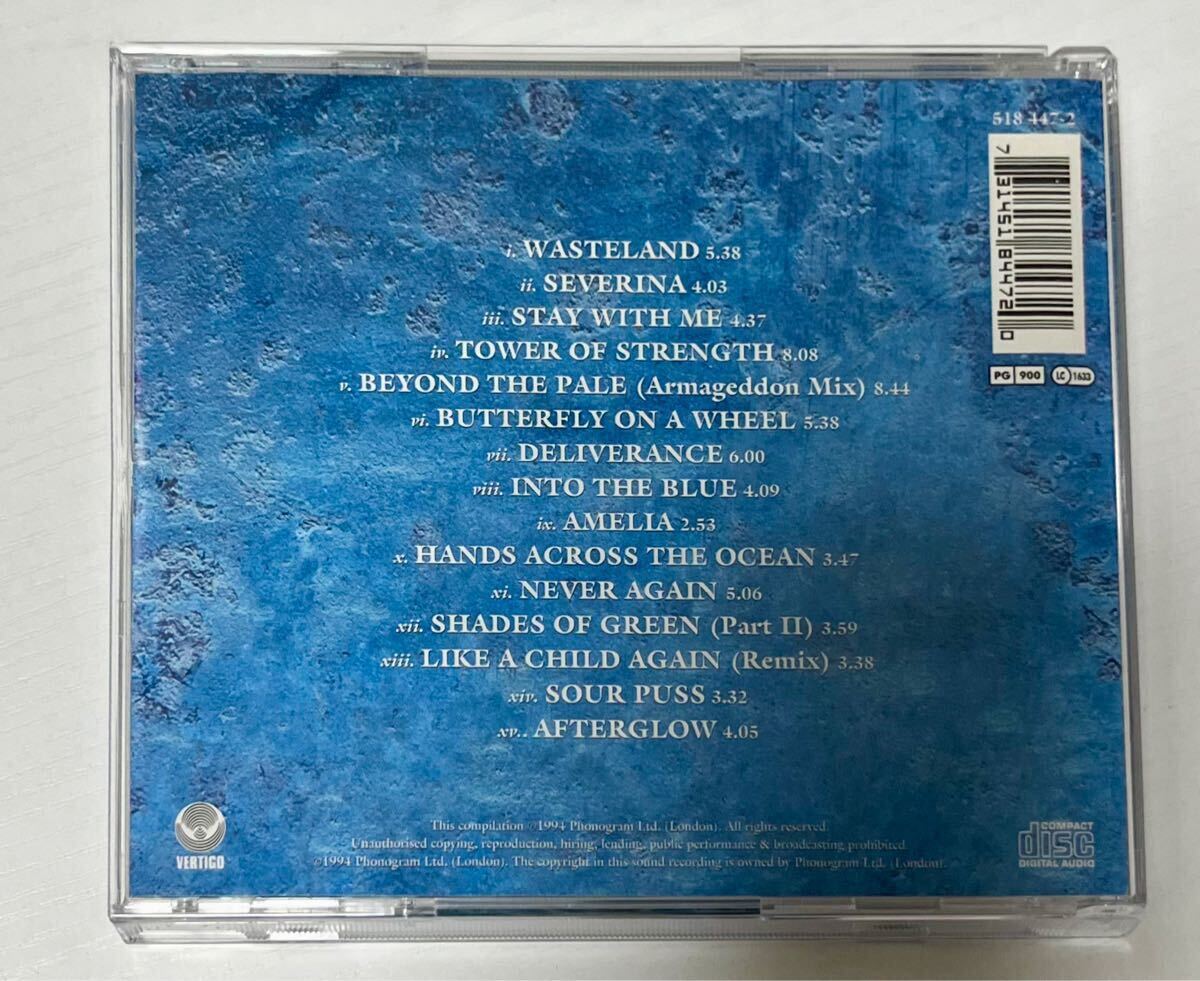 518 447-2
7 31451 84472 0
PG 900 LC 1633
i. WASTELAND 5.38
ii. SEVERINA 4.03
iii. STAY WITH ME 4.37
iv. TOWER OF STRENGTH 8.08
v. BEYOND THE PALE (Armageddon Mix) 8.44
vi. BUTTERFLY ON A WHEEL 5.38
vii. DELIVERANCE 6.00
viii. INTO THE BLUE 4.09
ix. AMELIA 2.53
x. HANDS ACROSS THE OCEAN 3.47
xi. NEVER AGAIN 5.06
xii. SHADES OF GREEN (Part II) 3.59
xiii. LIKE A CHILD AGAIN (Remix) 3.38
xiv. SOUR PUSS 3.32
xv.. AFTERGLOW 4.05
VERTIGO
This compilation ©1994 Phonogram Ltd. (London). All rights reserved.
Unauthorised copying, reproduction, hiring, lending, public performance & broadcasting prohibited.
©1994 Phonogram Ltd. (London). The copyright in this sound recording is owned by Phonogram Ltd. (London).
COMPACT
disc
DIGITAL AUDIO